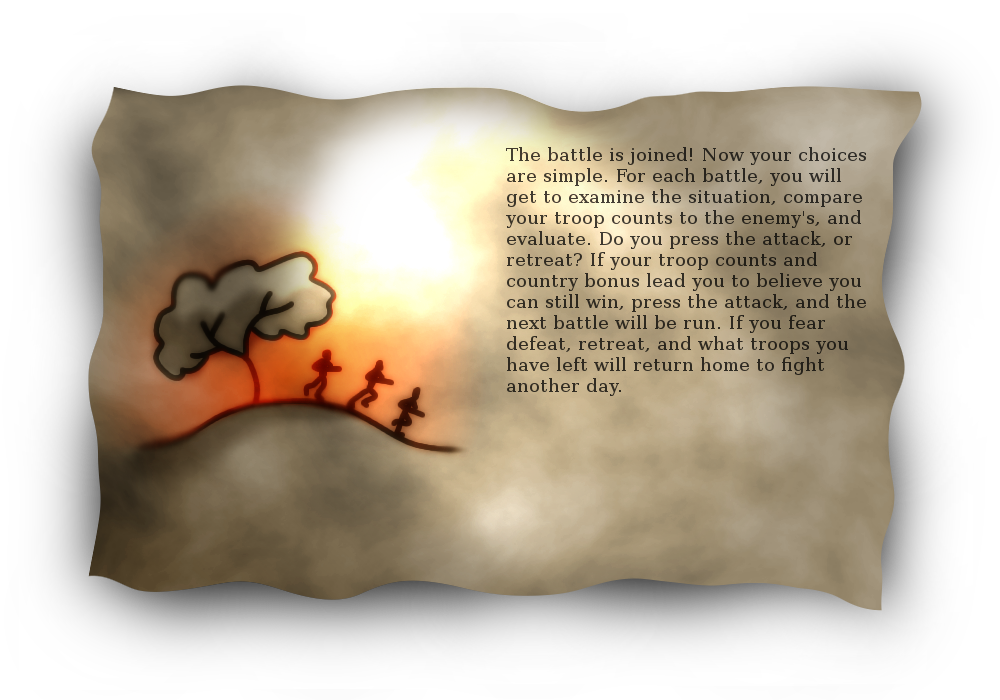 The battle is joined! Now your choices
are simple. For each battle, you will
get to examine the situation, compare
your troop counts to the enemy's, and
evaluate. Do you press the attack, or
retreat? If your troop counts and
country bonus lead you to believe you
can still win, press the attack, and the
next battle will be run. If you fear
defeat, retreat, and what troops you
have left will return home to fight
another day.